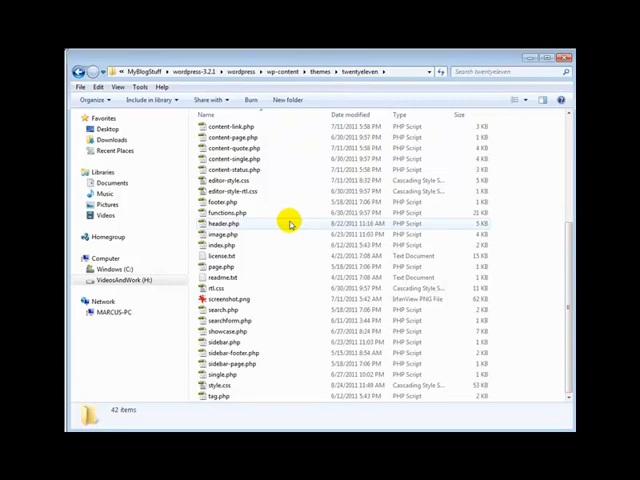 MyBlogStuff ▸ wordpress-3.2.1 ▸ wordpress ▸ wp-content ▸ themes ▸ twentyeleven ▸ Search twentyeleven
File Edit View Tools Help
Organize Include in library Share with Burn New folder
Name Date modified Type Size
Favorites
Desktop
Downloads
Recent Places
Libraries
Documents
Music
Pictures
Videos
Homegroup
Computer
Windows (C:)
VideosAndWork (H:)
Network
MARCUS-PC
content-link.php 7/11/2011 5:58 PM PHP Script 3 KB
content-page.php 7/11/2011 5:58 PM PHP Script 1 KB
content-quote.php 7/11/2011 5:58 PM PHP Script 4 KB
content-single.php 6/30/2011 9:57 PM PHP Script 3 KB
content-status.php 7/11/2011 5:58 PM PHP Script 3 KB
editor-style.css 7/11/2011 8:32 PM Cascading Style S... 5 KB
editor-style-rtl.css 6/30/2011 9:57 PM Cascading Style S... 1 KB
footer.php 6/30/2011 9:57 PM PHP Script 1 KB
functions.php 6/30/2011 9:57 PM PHP Script 21 KB
header.php 8/22/2011 11:16 AM PHP Script 5 KB
image.php 6/23/2011 11:03 PM PHP Script 4 KB
index.php 6/12/2011 5:43 PM PHP Script 2 KB
license.txt 4/21/2011 7:08 AM Text Document 15 KB
page.php 5/18/2011 7:06 PM PHP Script 1 KB
readme.txt 4/21/2011 7:08 AM Text Document 1 KB
rtl.css 6/30/2011 9:57 PM Cascading Style S... 8 KB
screenshot.png 7/11/2011 5:42 AM IrfanView PNG File 62 KB
search.php 5/18/2011 7:06 PM PHP Script 2 KB
searchform.php 6/11/2011 3:44 PM PHP Script 1 KB
showcase.php 6/27/2011 8:24 PM PHP Script 7 KB
sidebar.php 6/23/2011 11:03 PM PHP Script 1 KB
sidebar-footer.php 5/15/2011 8:54 AM PHP Script 2 KB
sidebar-page.php 5/18/2011 7:06 PM PHP Script 1 KB
single.php 6/27/2011 10:02 PM PHP Script 1 KB
style.css 8/24/2011 11:49 AM Cascading Style S... 53 KB
tag.php 6/12/2011 5:43 PM PHP Script 2 KB
42 items